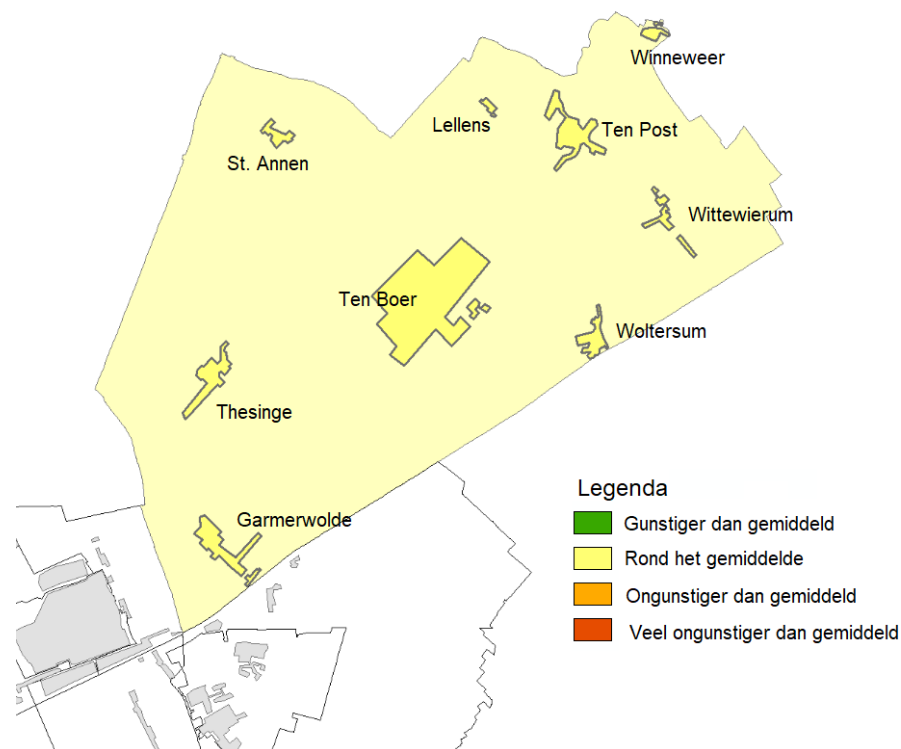 Winneweer
Lellens
Ten Post
St. Annen
Wittewierum
Ten Boer
Woltersum
Thesinge
Garmerwolde
Legenda
Gunstiger dan gemiddeld
Rond het gemiddelde
Ongunstiger dan gemiddeld
Veel ongunstiger dan gemiddeld